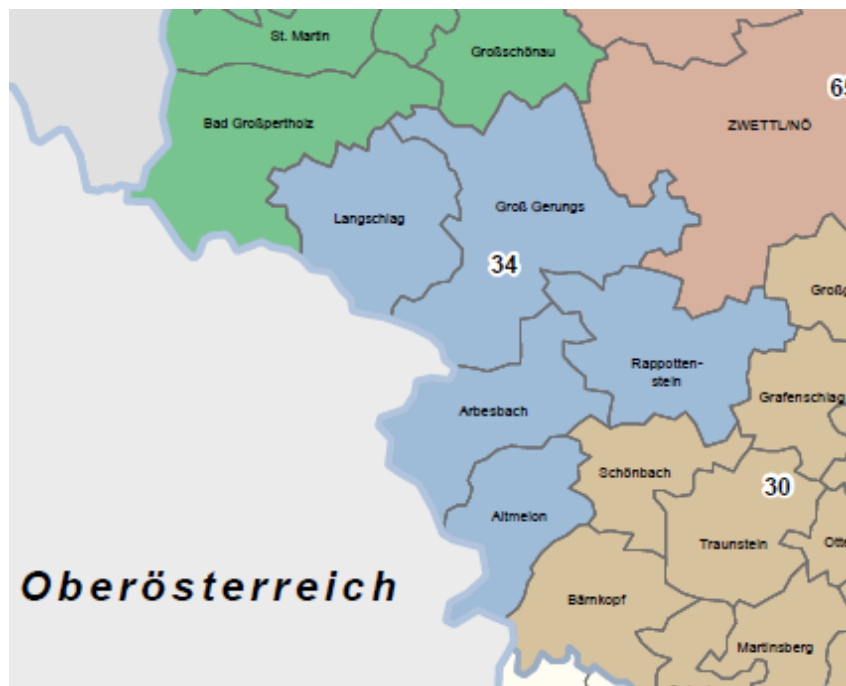 St. Martin
Großschönau
65
Bad Großpertholz
ZWETTL/NÖ
Langschlag
Groß Gerungs
34
Rappotten-
stein
Grafenschlag
Arbesbach
Schönbach
30
Altmelon
Traunstein
Oberösterreich
Bärnkopf
Martinsberg